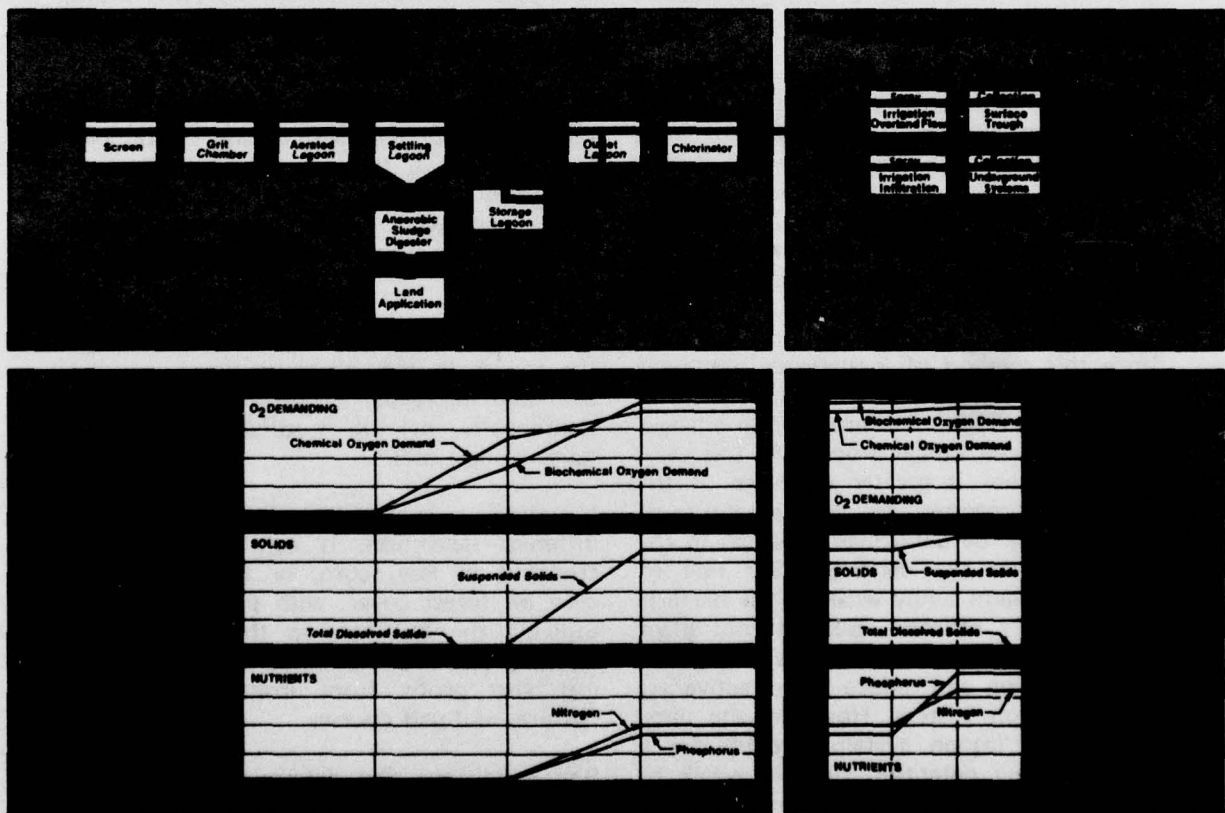 Screen
Grit
Chamber
Aerated
Lagoon
Settling
Lagoon
Outlet
Lagoon
Chlorinator
Storage
Lagoon
Anaerobic
Sludge
Digester
Land
Application
Spray
Irrigation
Overland Flow
Collection
Surface
Trough
Spray
Irrigation
Infiltration
Collection
Underground
Systems
O2 DEMANDING
Chemical Oxygen Demand
Biochemical Oxygen Demand
SOLIDS
Suspended Solids
Total Dissolved Solids
NUTRIENTS
Nitrogen
Phosphorus
Biochemical Oxygen Demand
Chemical Oxygen Demand
O2 DEMANDING
SOLIDS
Suspended Solids
Total Dissolved Solids
Phosphorus
Nitrogen
NUTRIENTS